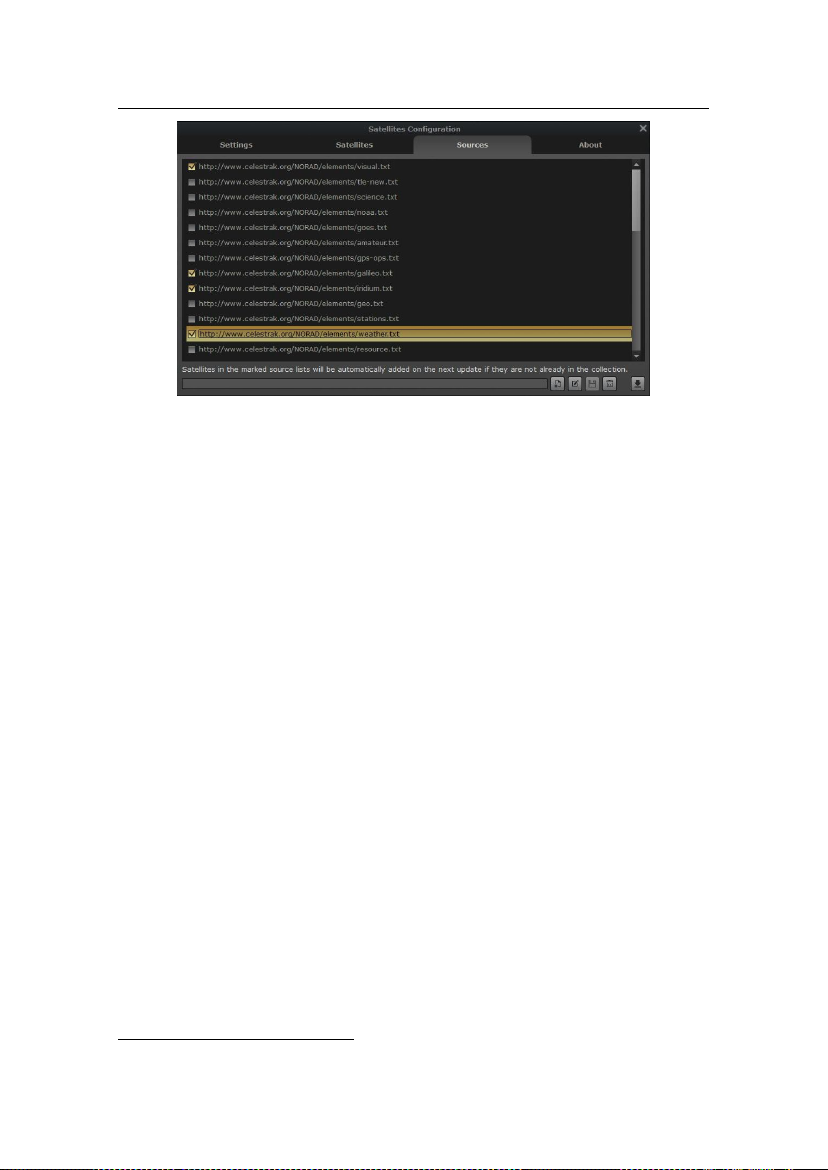 Satellites Configuration
Settings Satellites Sources About
http://www.celestrak.org/NORAD/elements/visual.txt
http://www.celestrak.org/NORAD/elements/tle-new.txt
http://www.celestrak.org/NORAD/elements/science.txt
http://www.celestrak.org/NORAD/elements/noaa.txt
http://www.celestrak.org/NORAD/elements/goes.txt
http://www.celestrak.org/NORAD/elements/amateur.txt
http://www.celestrak.org/NORAD/elements/gps-ops.txt
http://www.celestrak.org/NORAD/elements/galileo.txt
http://www.celestrak.org/NORAD/elements/iridium.txt
http://www.celestrak.org/NORAD/elements/geo.txt
http://www.celestrak.org/NORAD/elements/stations.txt
http://www.celestrak.org/NORAD/elements/weather.txt
http://www.celestrak.org/NORAD/elements/resource.txt
Satellites in the marked source lists will be automatically added on the next update if they are not already in the collection.